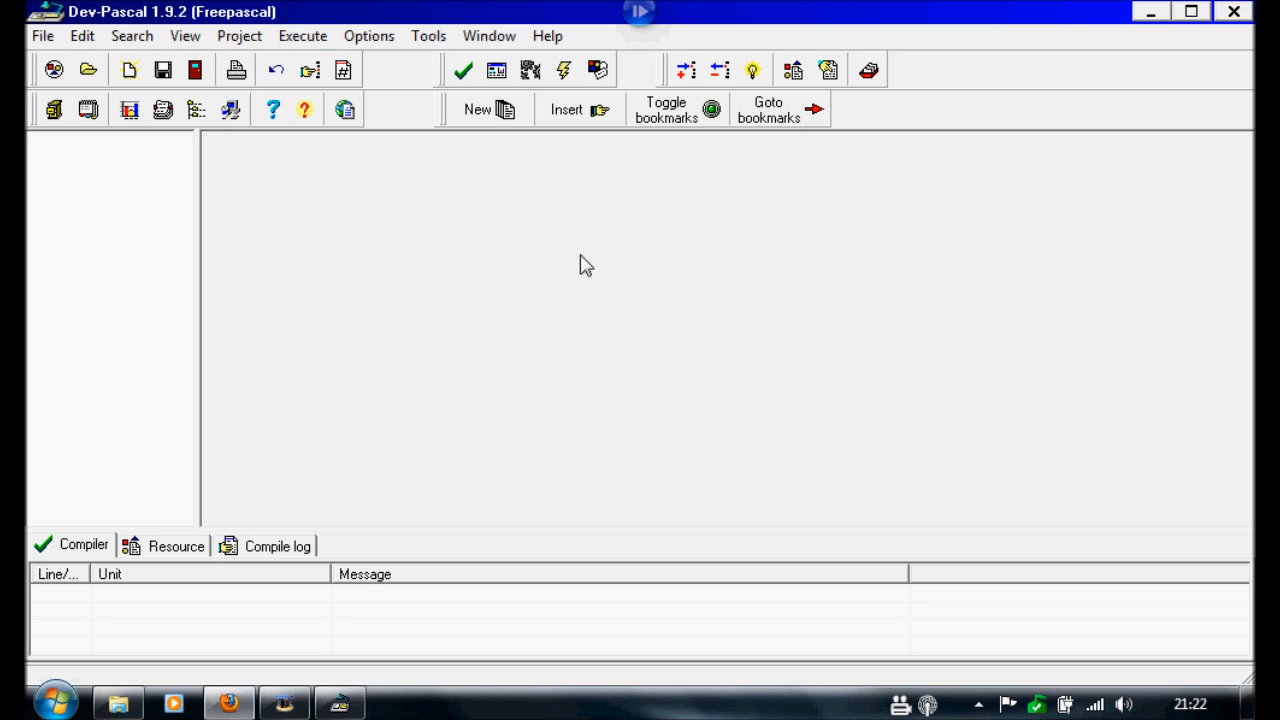 Dev-Pascal 1.9.2 (Freepascal)
File Edit Search View Project Execute Options Tools Window Help
New Insert Toggle bookmarks Goto bookmarks
Compiler Resource Compile log
Line/... Unit Message
21:22